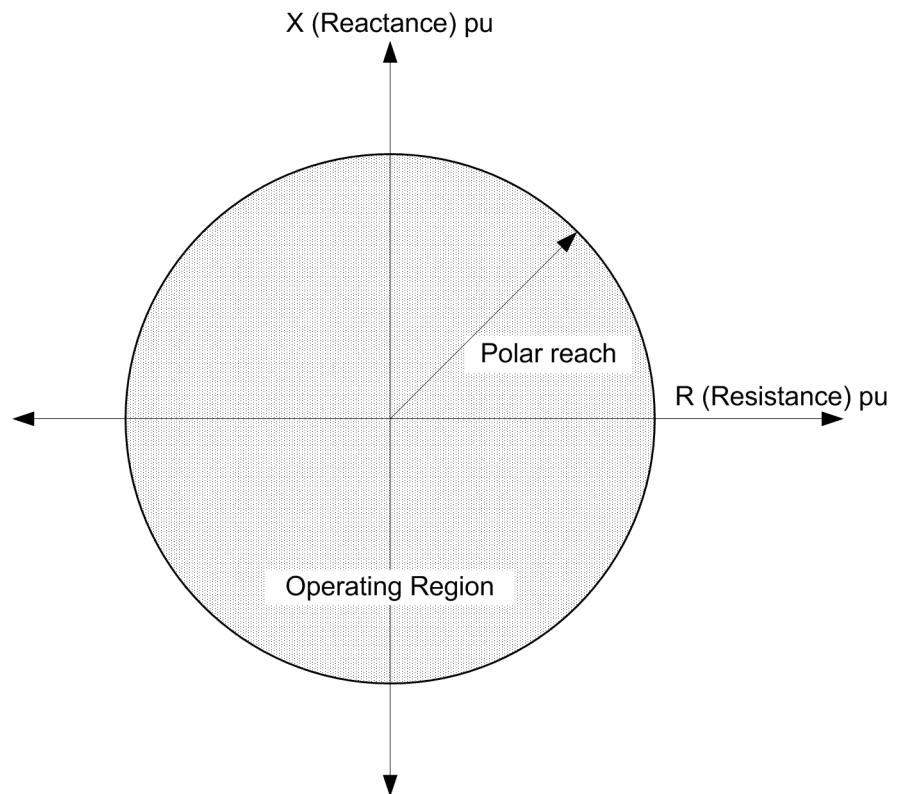 X (Reactance) pu
Polar reach
R (Resistance) pu
Operating Region